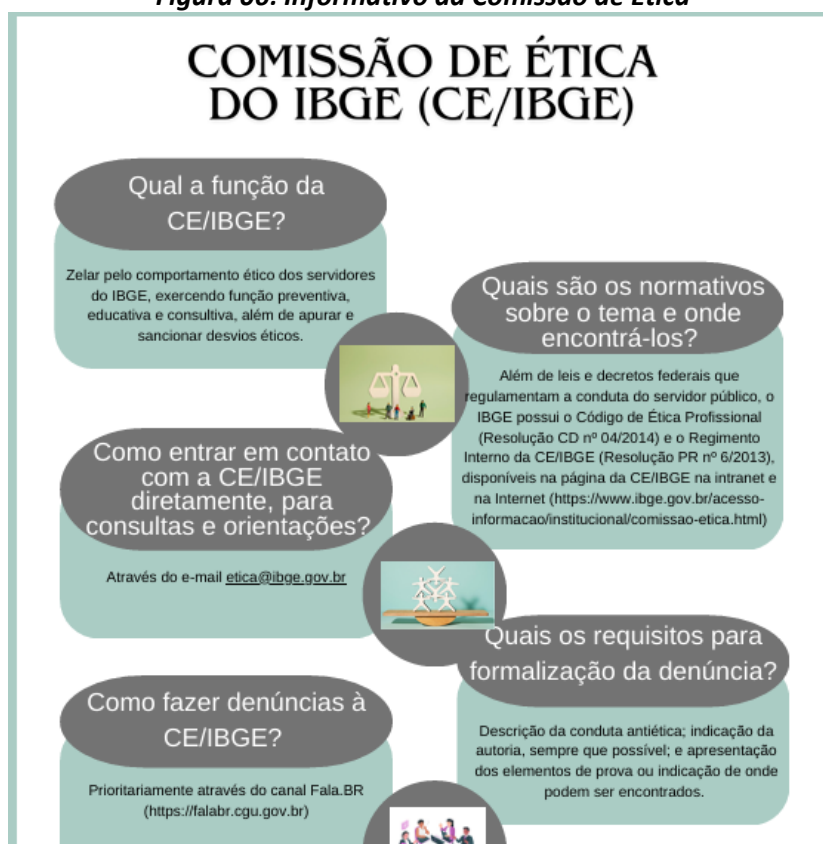 Figura 60: Informativo da Comissão de Ética
COMISSÃO DE ÉTICA
DO IBGE (CE/IBGE)
Qual a função da
CE/IBGE?
Zelar pelo comportamento ético dos servidores
do IBGE, exercendo função preventiva,
educativa e consultiva, além de apurar e
sancionar desvios éticos.
Quais são os normativos
sobre o tema e onde
encontrá-los?
Além de leis e decretos federais que
regulamentam a conduta do servidor público, o
IBGE possui o Código de Ética Profissional
(Resolução CD nº 04/2014) e o Regimento
Interno da CE/IBGE (Resolução PR nº 6/2013),
disponíveis na página da CE/IBGE na intranet e
na Internet (https://www.ibge.gov.br/acesso-
informacao/institucional/comissao-etica.html)
Como entrar em contato
com a CE/IBGE
diretamente, para
consultas e orientações?
Através do e-mail etica@ibge.gov.br
Quais os requisitos para
formalização da denúncia?
Descrição da conduta antiética; indicação da
autoria, sempre que possível; e apresentação
dos elementos de prova ou indicação de onde
podem ser encontrados.
Como fazer denúncias à
CE/IBGE?
Prioritariamente através do canal Fala.BR
(https://falabr.cgu.gov.br)